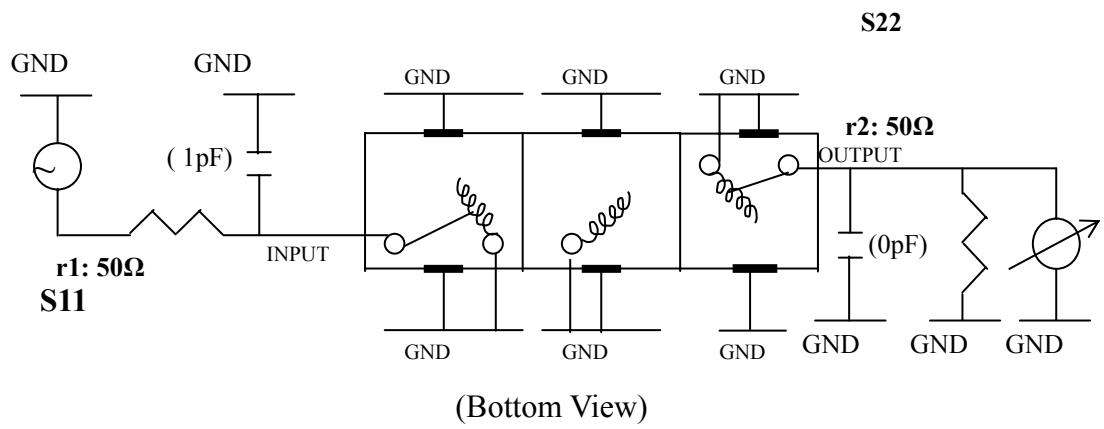 S22
GND
GND
GND
GND
GND
r2: 50Ω
( 1pF)
OUTPUT
INPUT
(0pF)
r1: 50Ω
S11
GND
GND
GND
GND
GND
GND
(Bottom View)